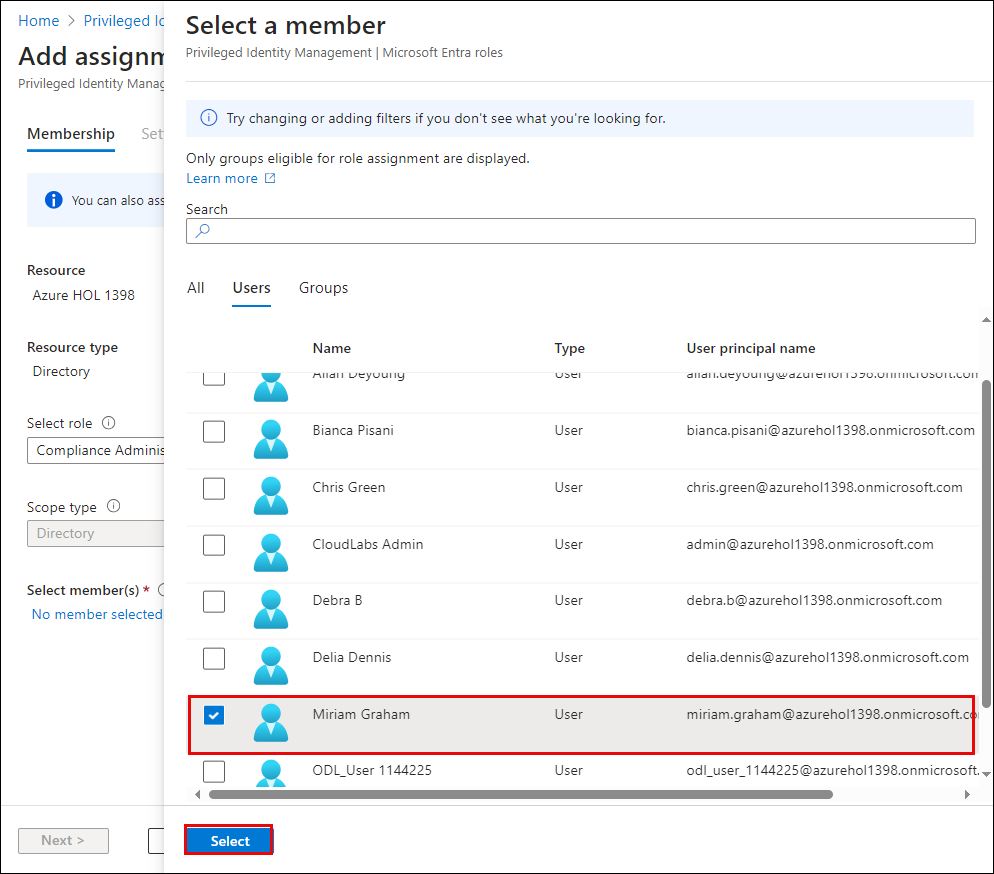 Home > Privileged Id
Add assignm
Privileged Identity Manag
Membership Set
You can also ass
Resource
Azure HOL 1398
Resource type
Directory
Select role
Compliance Adminis
Scope type
Directory
Select member(s) *
No member selected
Next >
Select a member
Privileged Identity Management | Microsoft Entra roles
Try changing or adding filters if you don't see what you're looking for.
Only groups eligible for role assignment are displayed.
Learn more
Search
All Users Groups
Name Type User principal name
Allan Deyoung User allan.deyoung@azurehol1398.onmicrosoft.com
Bianca Pisani User bianca.pisani@azurehol1398.onmicrosoft.com
Chris Green User chris.green@azurehol1398.onmicrosoft.com
CloudLabs Admin User admin@azurehol1398.onmicrosoft.com
Debra B User debra.b@azurehol1398.onmicrosoft.com
Delia Dennis User delia.dennis@azurehol1398.onmicrosoft.com
Miriam Graham User miriam.graham@azurehol1398.onmicrosoft.co
ODL_User 1144225 User odl_user_1144225@azurehol1398.onmicrosoft.
Select